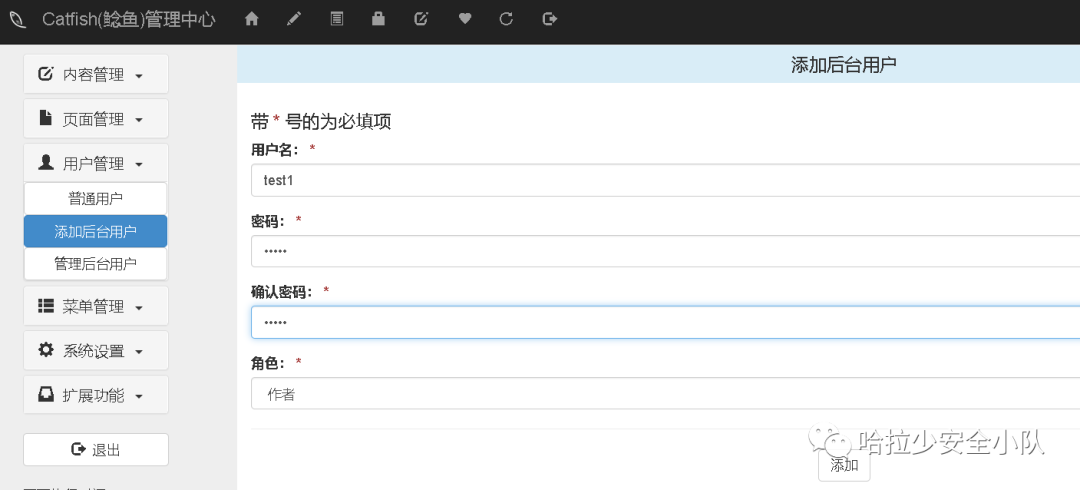 Catfish(鲶鱼)管理中心
内容管理
页面管理
用户管理
普通用户
添加后台用户
管理后台用户
菜单管理
系统设置
扩展功能
退出
添加后台用户
带 * 号的为必填项
用户名： *
test1
密码： *
•••••
确认密码： *
•••••
角色： *
作者
哈拉少安全小队
添加